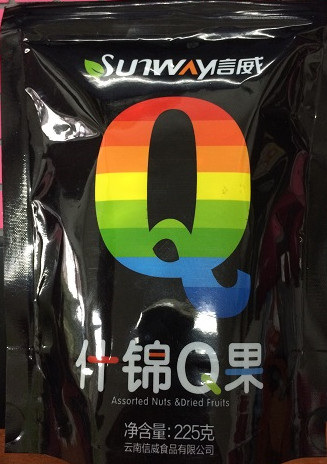 SUNWAY信威
Q
什锦Q果
Assorted Nuts &Dried Fruits
净含量:225克
云南信威食品有限公司